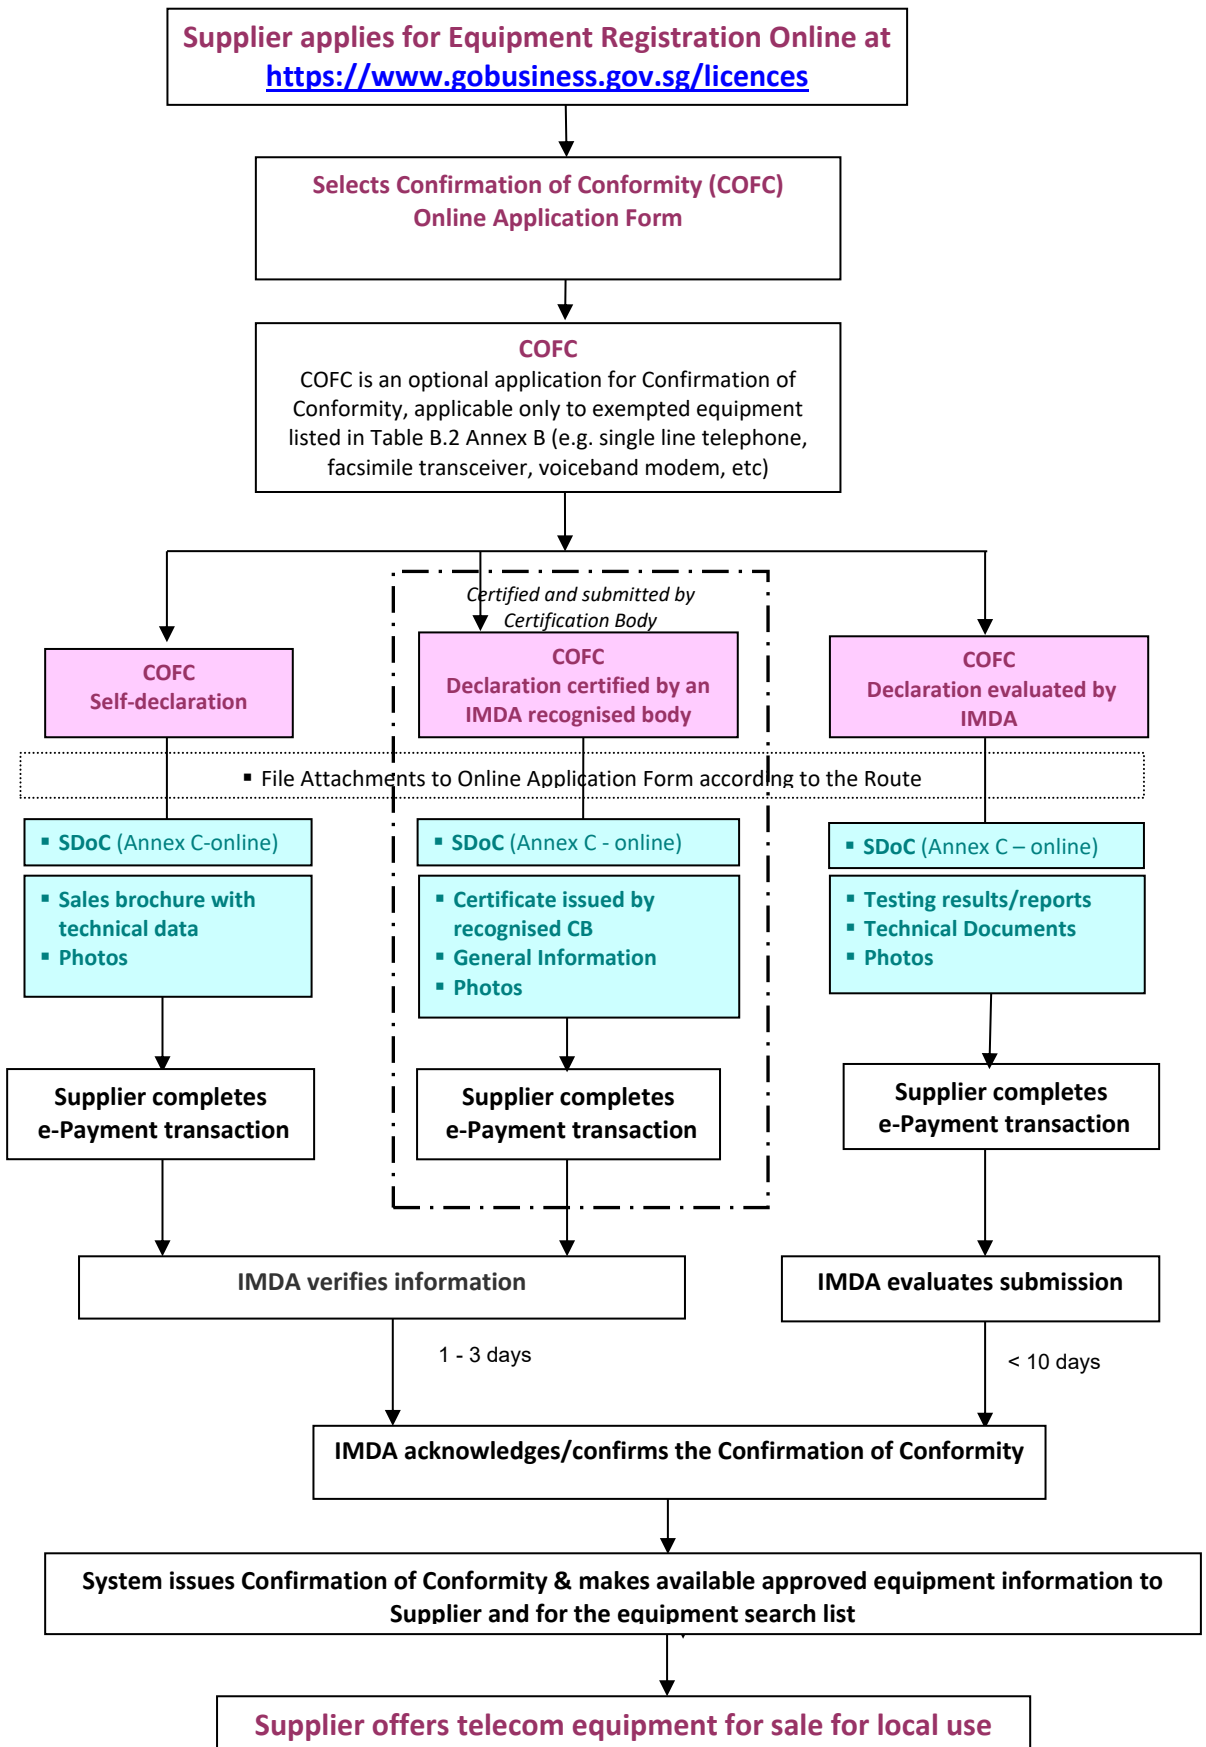 Supplier applies for Equipment Registration Online at
https://www.gobusiness.gov.sg/licences
Selects Confirmation of Conformity (COFC)
Online Application Form
COFC
COFC is an optional application for Confirmation of
Conformity, applicable only to exempted equipment
listed in Table B.2 Annex B (e.g. single line telephone,
facsimile transceiver, voiceband modem, etc)
Certified and submitted by
Certification Body
COFC
Self-declaration
COFC
Declaration certified by an
IMDA recognised body
COFC
Declaration evaluated by
IMDA
▪ File Attachments to Online Application Form according to the Route
▪ SDoC (Annex C-online)
▪ Sales brochure with
technical data
▪ Photos
▪ SDoC (Annex C - online)
▪ Certificate issued by
recognised CB
▪ General Information
▪ Photos
▪ SDoC (Annex C – online)
▪ Testing results/reports
▪ Technical Documents
▪ Photos
Supplier completes
e-Payment transaction
Supplier completes
e-Payment transaction
Supplier completes
e-Payment transaction
IMDA verifies information
IMDA evaluates submission
1 - 3 days
< 10 days
IMDA acknowledges/confirms the Confirmation of Conformity
System issues Confirmation of Conformity & makes available approved equipment information to
Supplier and for the equipment search list
Supplier offers telecom equipment for sale for local use